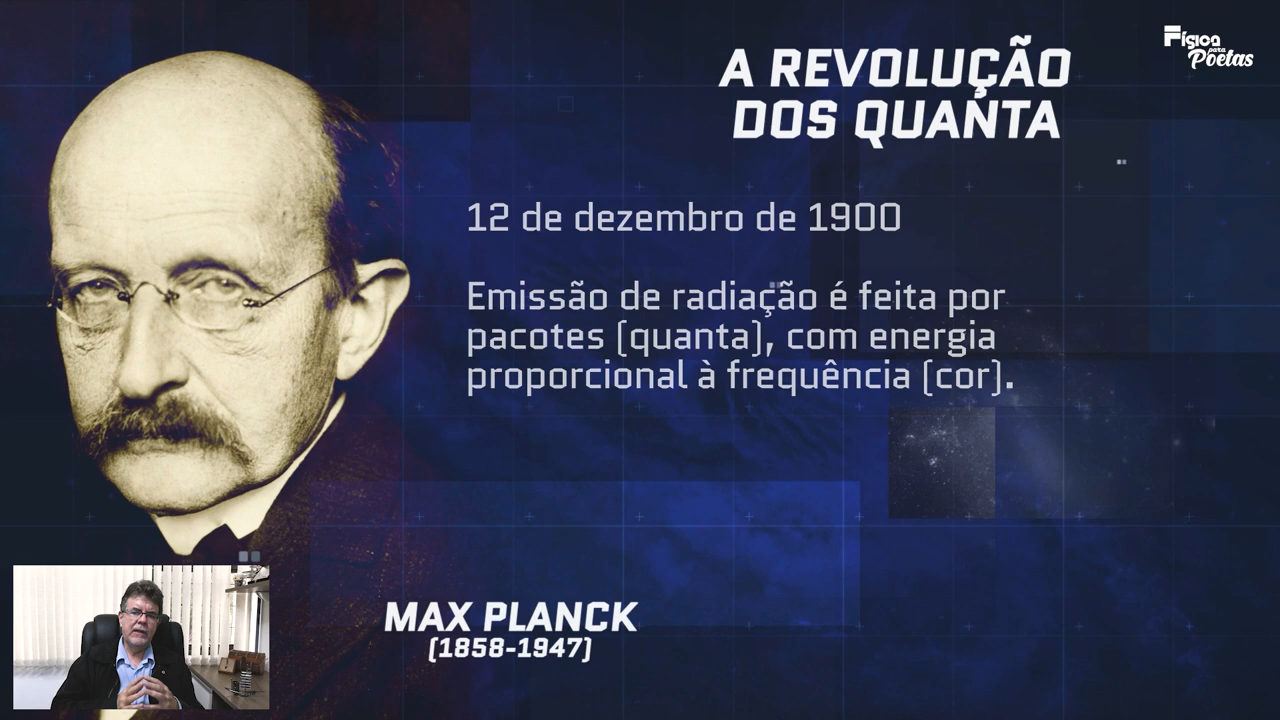 Física
para
Poetas
A REVOLUÇÃO
DOS QUANTA
12 de dezembro de 1900
Emissão de radiação é feita por
pacotes (quanta), com energia
proporcional à frequência (cor).
MAX PLANCK
(1858-1947)